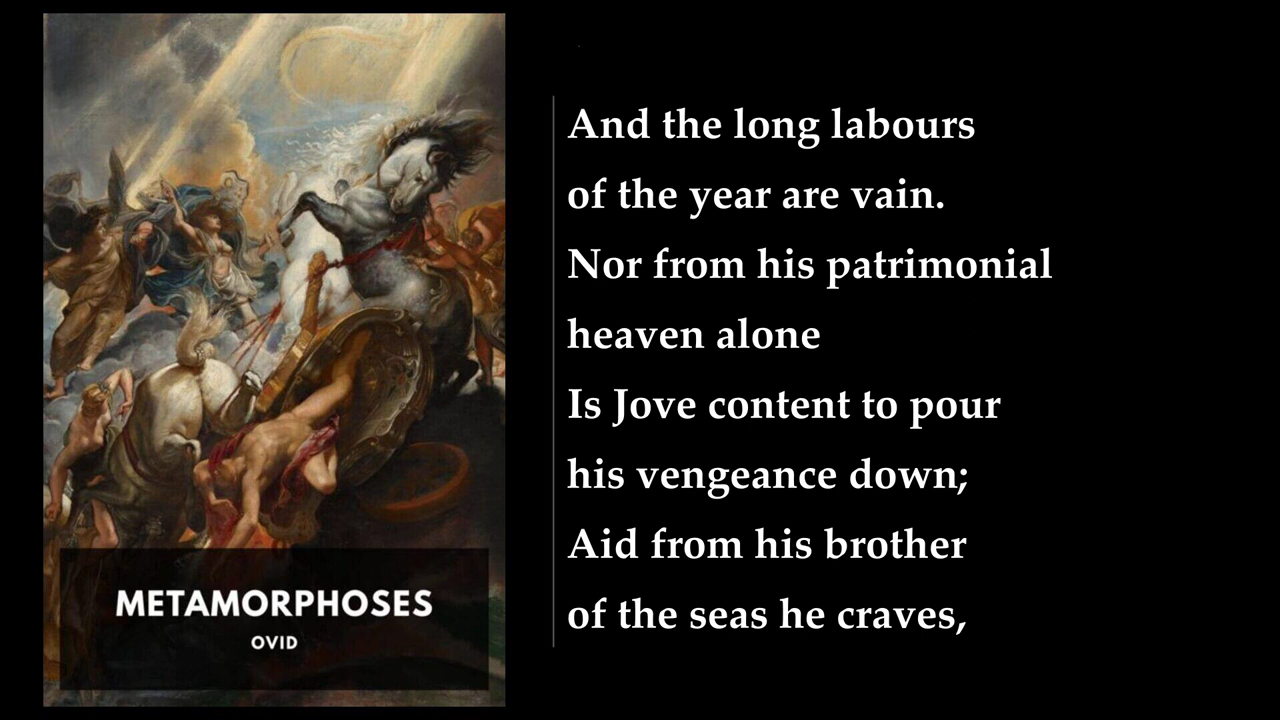 METAMORPHOSES
OVID
And the long labours
of the year are vain.
Nor from his patrimonial
heaven alone
Is Jove content to pour
his vengeance down;
Aid from his brother
of the seas he craves,